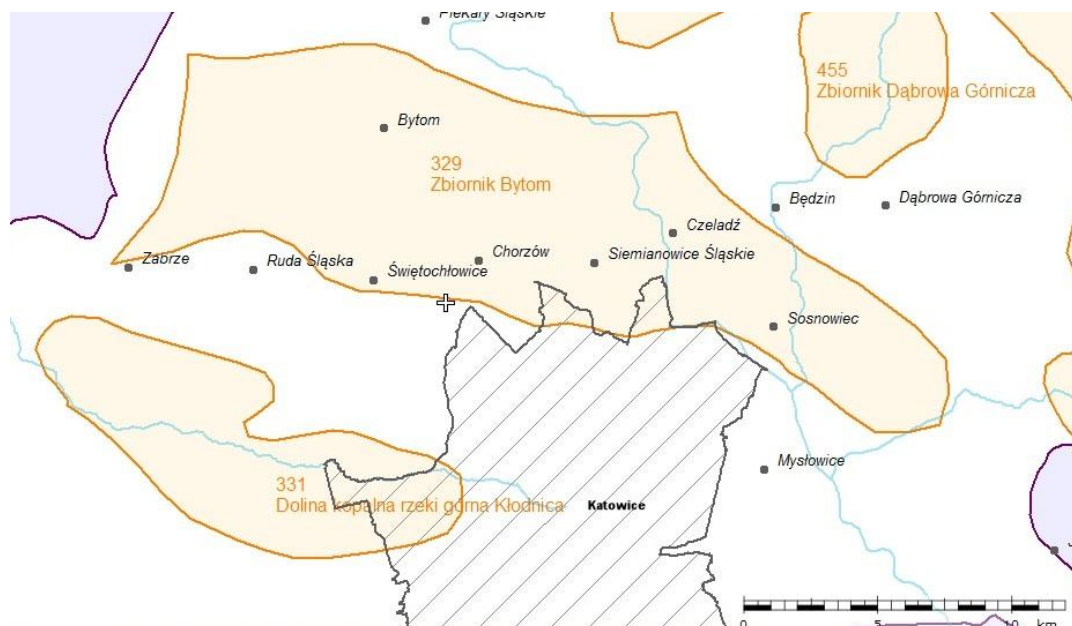 Piekary Śląskie
455
Zbiornik Dąbrowa Górnicza
Bytom
329
Zbiornik Bytom
Będzin
Dąbrowa Górnicza
Czeladź
Zabrze
Ruda Śląska
Chorzów
Siemianowice Śląskie
Świętochłowice
Sosnowiec
Mysłowice
331
Dolina kopalna rzeki górna Kłodnica
Katowice
0 5 10 km